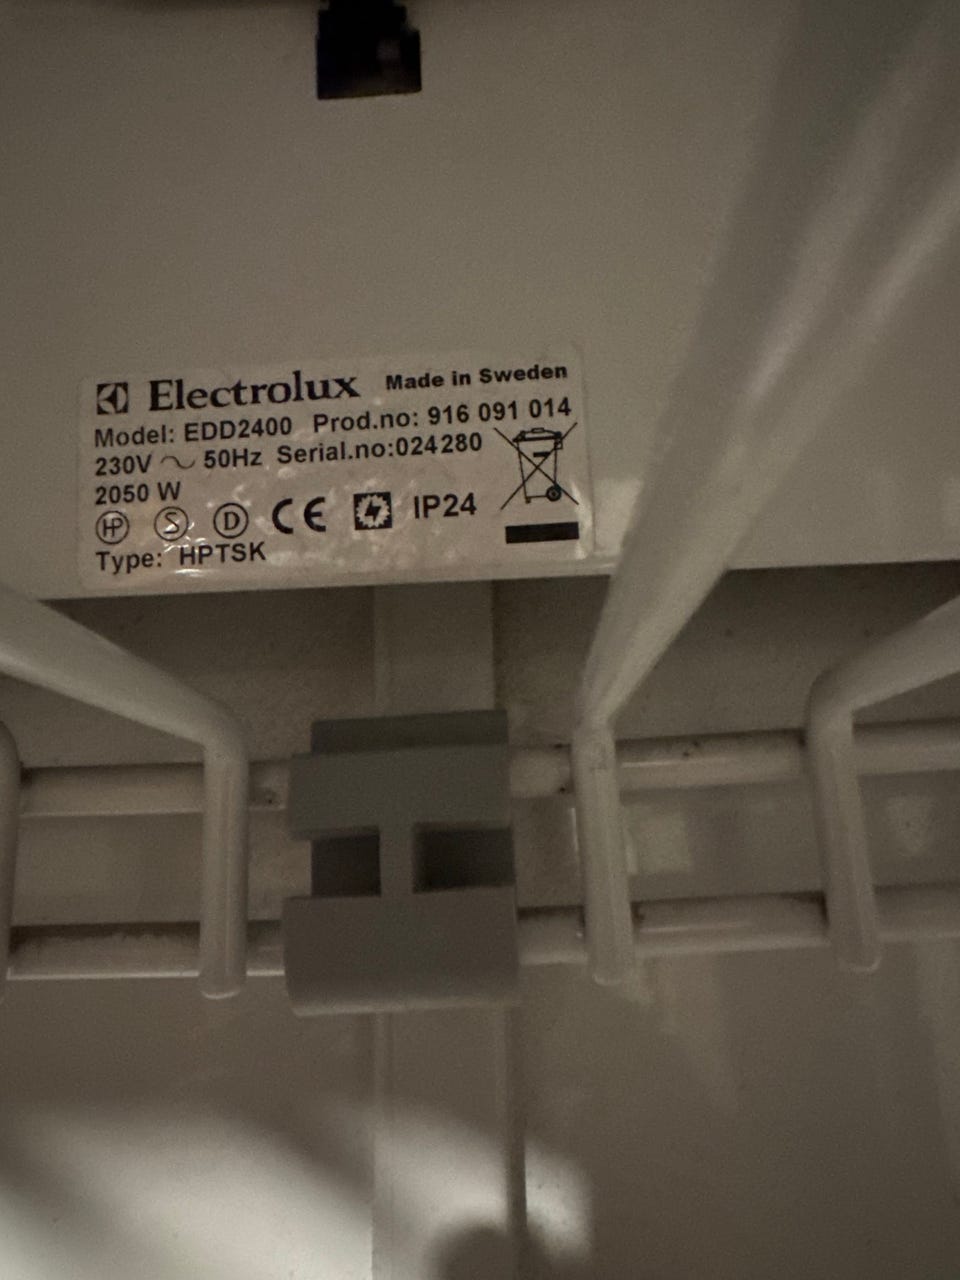 Electrolux Made in Sweden
Model: EDD2400 Prod.no: 916 091 014
230V ~ 50Hz Serial.no:024280
2050 W
S D CE IP24
Type: HPTSK